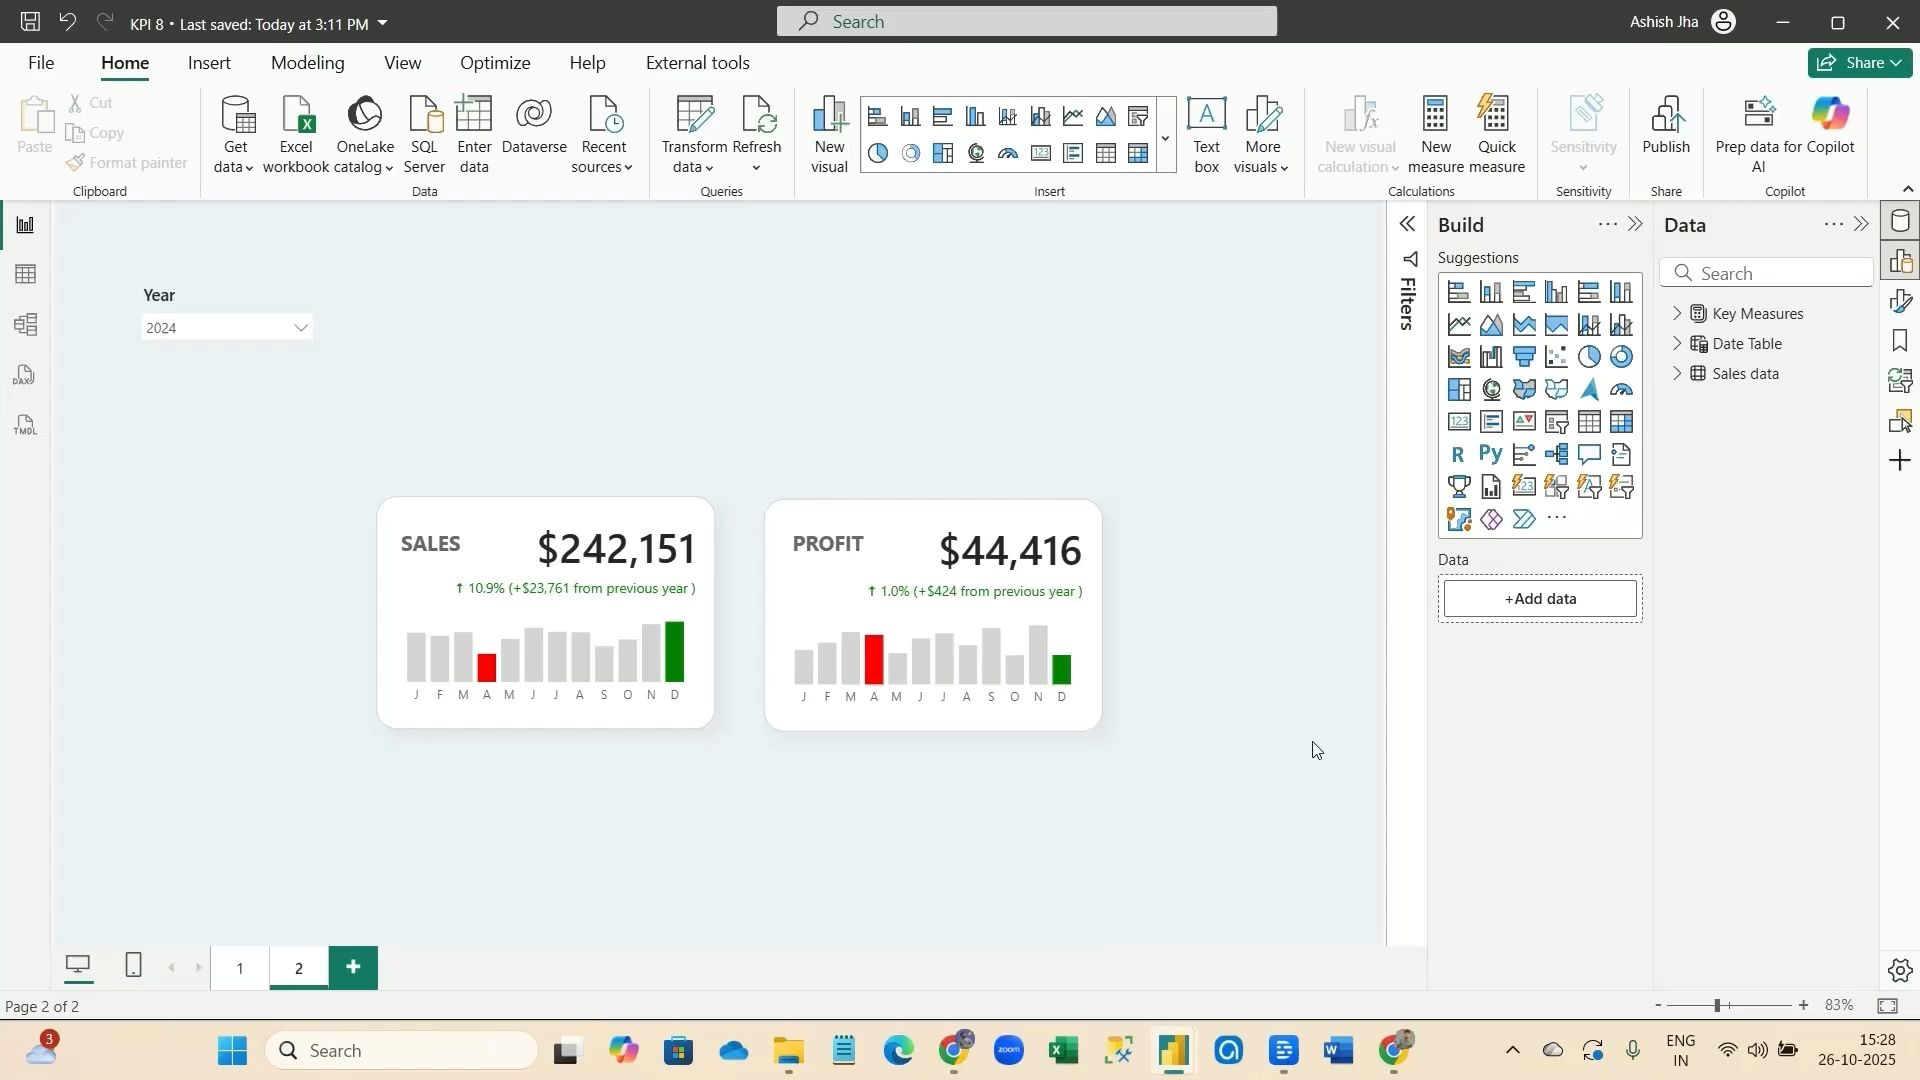 KPI 8 • Last saved: Today at 3:11 PM
Search
Ashish Jha
File Home Insert Modeling View Optimize Help External tools
Share
Paste
Cut
Copy
Format painter
Clipboard
Get data
Excel workbook
OneLake catalog
SQL Server
Enter data
Dataverse
Recent sources
Data
Transform data
Refresh
Queries
New visual
Text box
More visuals
Insert
New visual calculation
New measure
Quick measure
Calculations
Sensitivity
Sensitivity
Publish
Share
Prep data for AI
Copilot
Copilot
DAX
TMDL
Year
2024
SALES
$242,151
↑ 10.9% (+$23,761 from previous year )
J F M A M J J A S O N D
PROFIT
$44,416
↑ 1.0% (+$424 from previous year )
J F M A M J J A S O N D
Filters
Build
Suggestions
123
R Py
123
Data
+Add data
Data
Search
Key Measures
Date Table
Sales data
1
2
Page 2 of 2
83%
3
Search
zoom
ENG
IN
15:28
26-10-2025